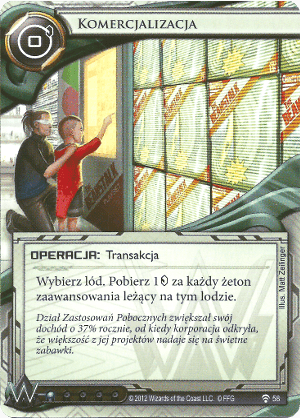 Komercjalizacja
0
OPERACJA: Transakcja
Wybierz lód. Pobierz 1 za każdy żeton
zaawansowania leżący na tym lodzie.
Dział Zastosowań Pobocznych zwiększał swój
dochód o 37% rocznie, od kiedy korporacja odkryła,
że większość z jej projektów nadaje się na świetne
zabawki.
Illus. Matt Zeilinger
© 2012 Wizards of the Coast LLC. © FFG
58